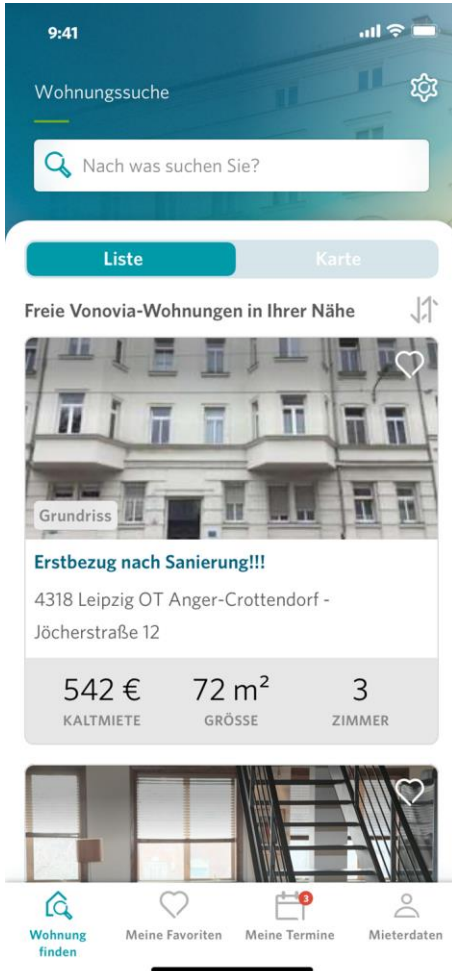 9:41
Wohnungssuche
Nach was suchen Sie?
Liste
Karte
Freie Vonovia-Wohnungen in Ihrer Nähe
Grundriss
Erstbezug nach Sanierung!!!
4318 Leipzig OT Anger-Crottendorf -
Jöcherstraße 12
542 € 72 m² 3
KALTMIETE GRÖSSE ZIMMER
3
Wohnung Meine Favoriten Meine Termine Mieterdaten
finden